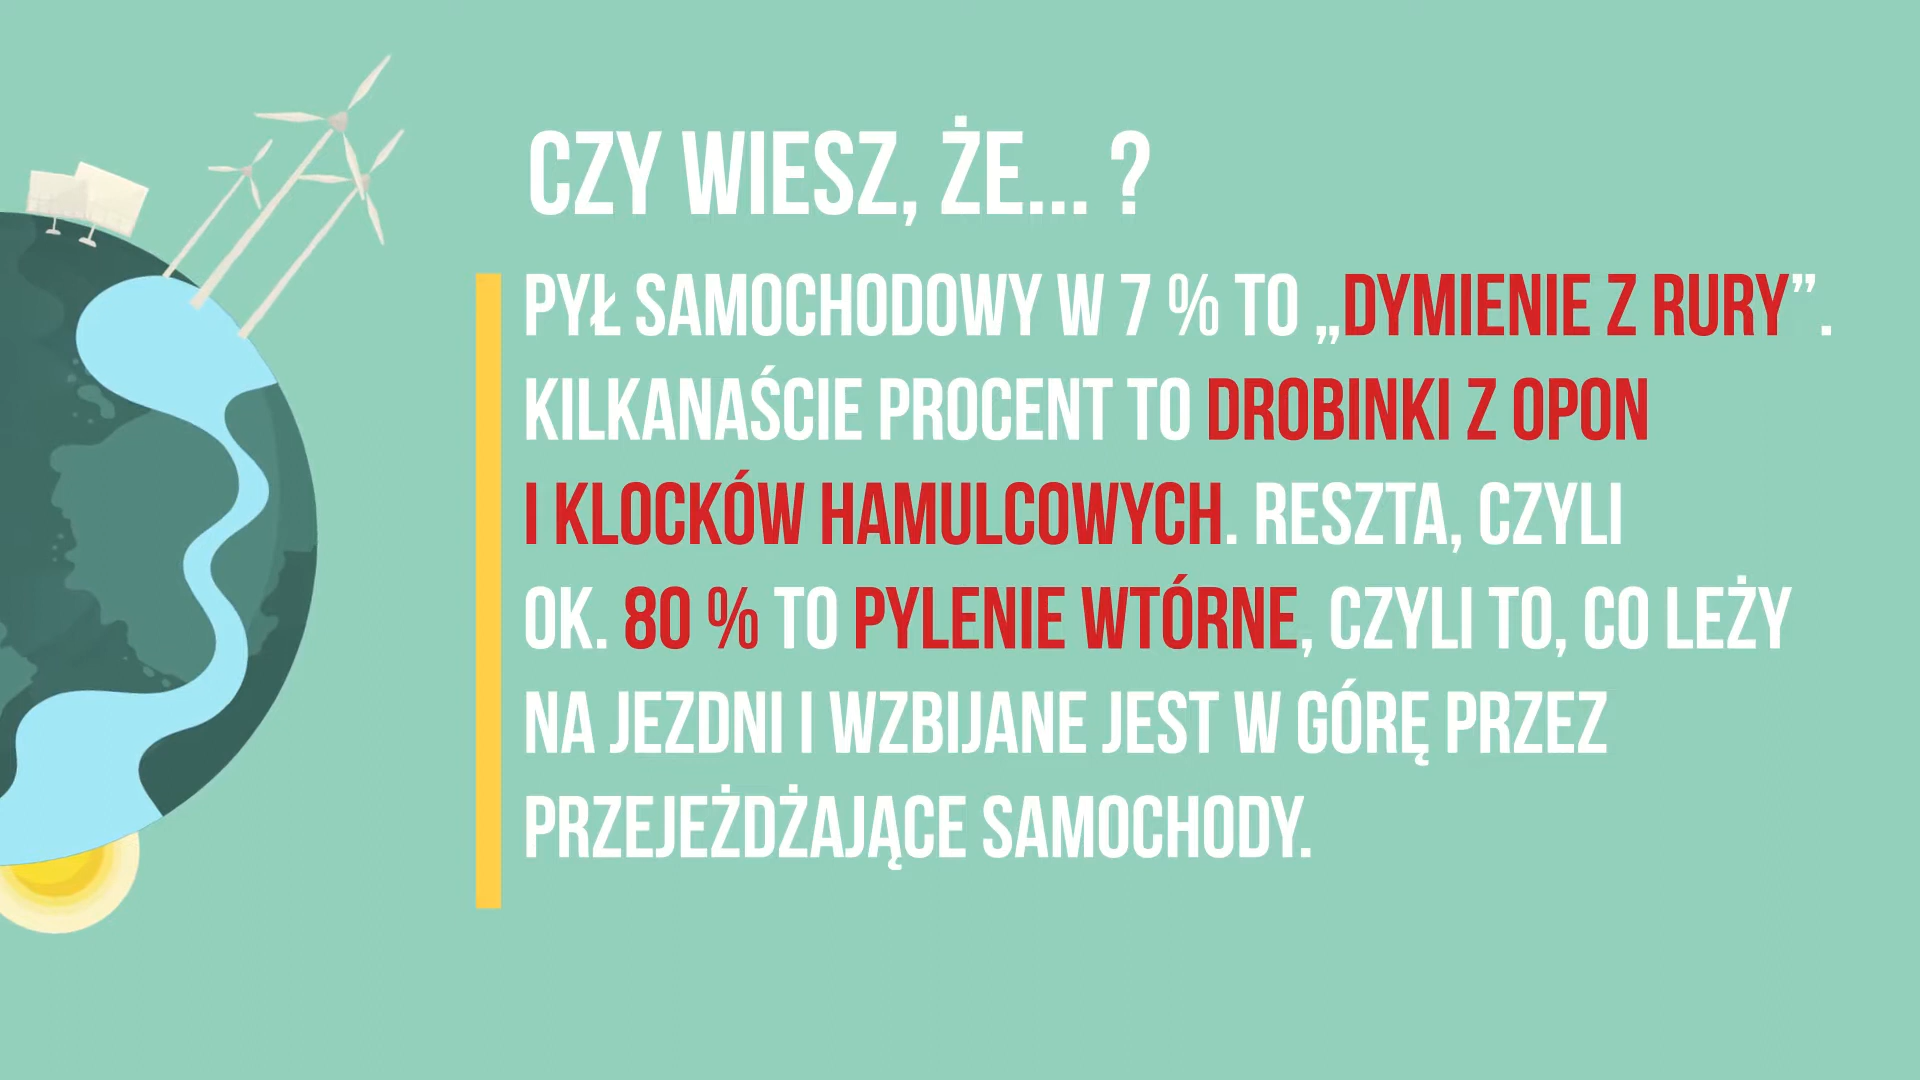 CZY WIESZ, ŻE... ?
PYŁ SAMOCHODOWY W 7 % TO „DYMIENIE Z RURY”.
KILKANAŚCIE PROCENT TO DROBINKI Z OPON
I KLOCKÓW HAMULCOWYCH. RESZTA, CZYLI
OK. 80 % TO PYLENIE WTÓRNE, CZYLI TO, CO LEŻY
NA JEZDNI I WZBIJANE JEST W GÓRĘ PRZEZ
PRZEJEŻDŻAJĄCE SAMOCHODY.